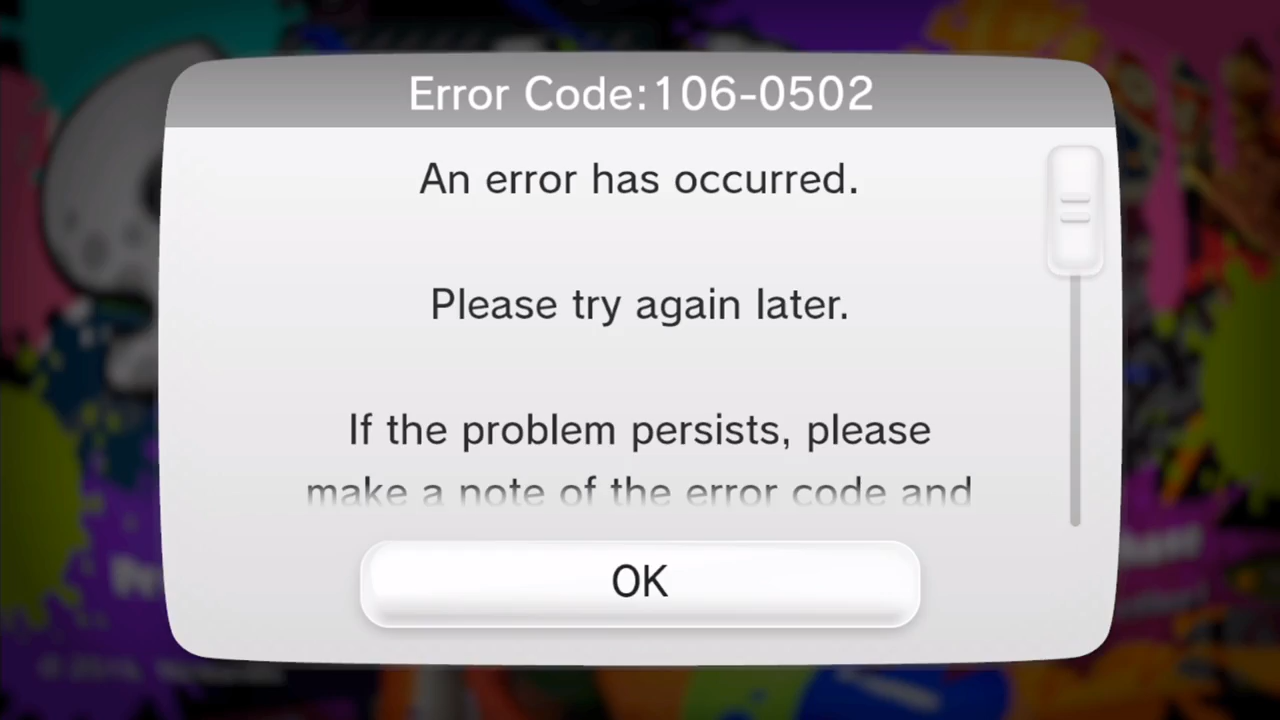 Error Code:106-0502
An error has occurred.
Please try again later.
If the problem persists, please
make a note of the error code and
OK